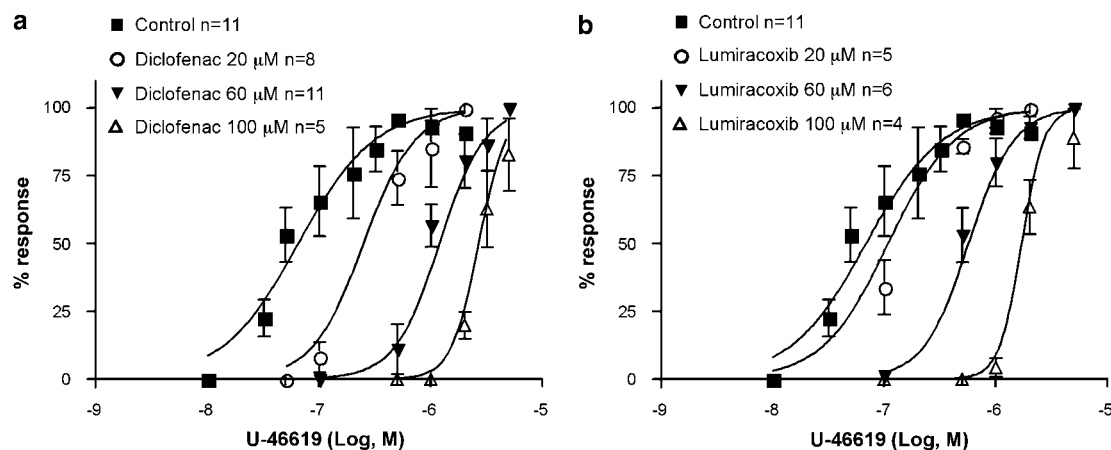 a
Control n=11
Diclofenac 20 μM n=8
Diclofenac 60 μM n=11
Diclofenac 100 μM n=5
% response
100
75
50
25
0
-9
-8
-7
-6
-5
U-46619 (Log, M)
b
Control n=11
Lumiracoxib 20 μM n=5
Lumiracoxib 60 μM n=6
Lumiracoxib 100 μM n=4
% response
100
75
50
25
0
-9
-8
-7
-6
-5
U-46619 (Log, M)